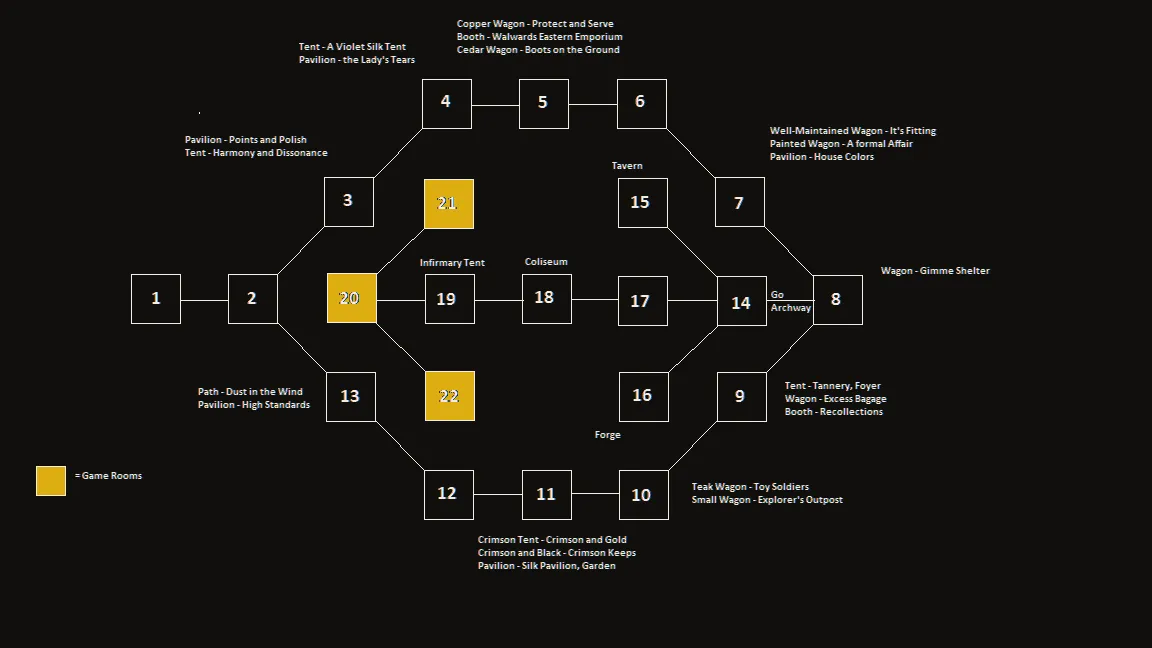 Copper Wagon - Protect and Serve
Booth - Walwards Eastern Emporium
Cedar Wagon - Boots on the Ground
Tent - A Violet Silk Tent
Pavilion - the Lady's Tears
4
5
6
Well-Maintained Wagon - It's Fitting
Painted Wagon - A formal Affair
Pavilion - House Colors
Pavilion - Points and Polish
Tent - Harmony and Dissonance
Tavern
3
21
15
7
Infirmary Tent
Coliseum
Wagon - Gimme Shelter
1
2
20
19
18
17
14
Go
Archway
8
Path - Dust in the Wind
Pavilion - High Standards
13
22
16
9
Tent - Tannery, Foyer
Wagon - Excess Bagage
Booth - Recollections
Forge
= Game Rooms
12
11
10
Teak Wagon - Toy Soldiers
Small Wagon - Explorer's Outpost
Crimson Tent - Crimson and Gold
Crimson and Black - Crimson Keeps
Pavilion - Silk Pavilion, Garden